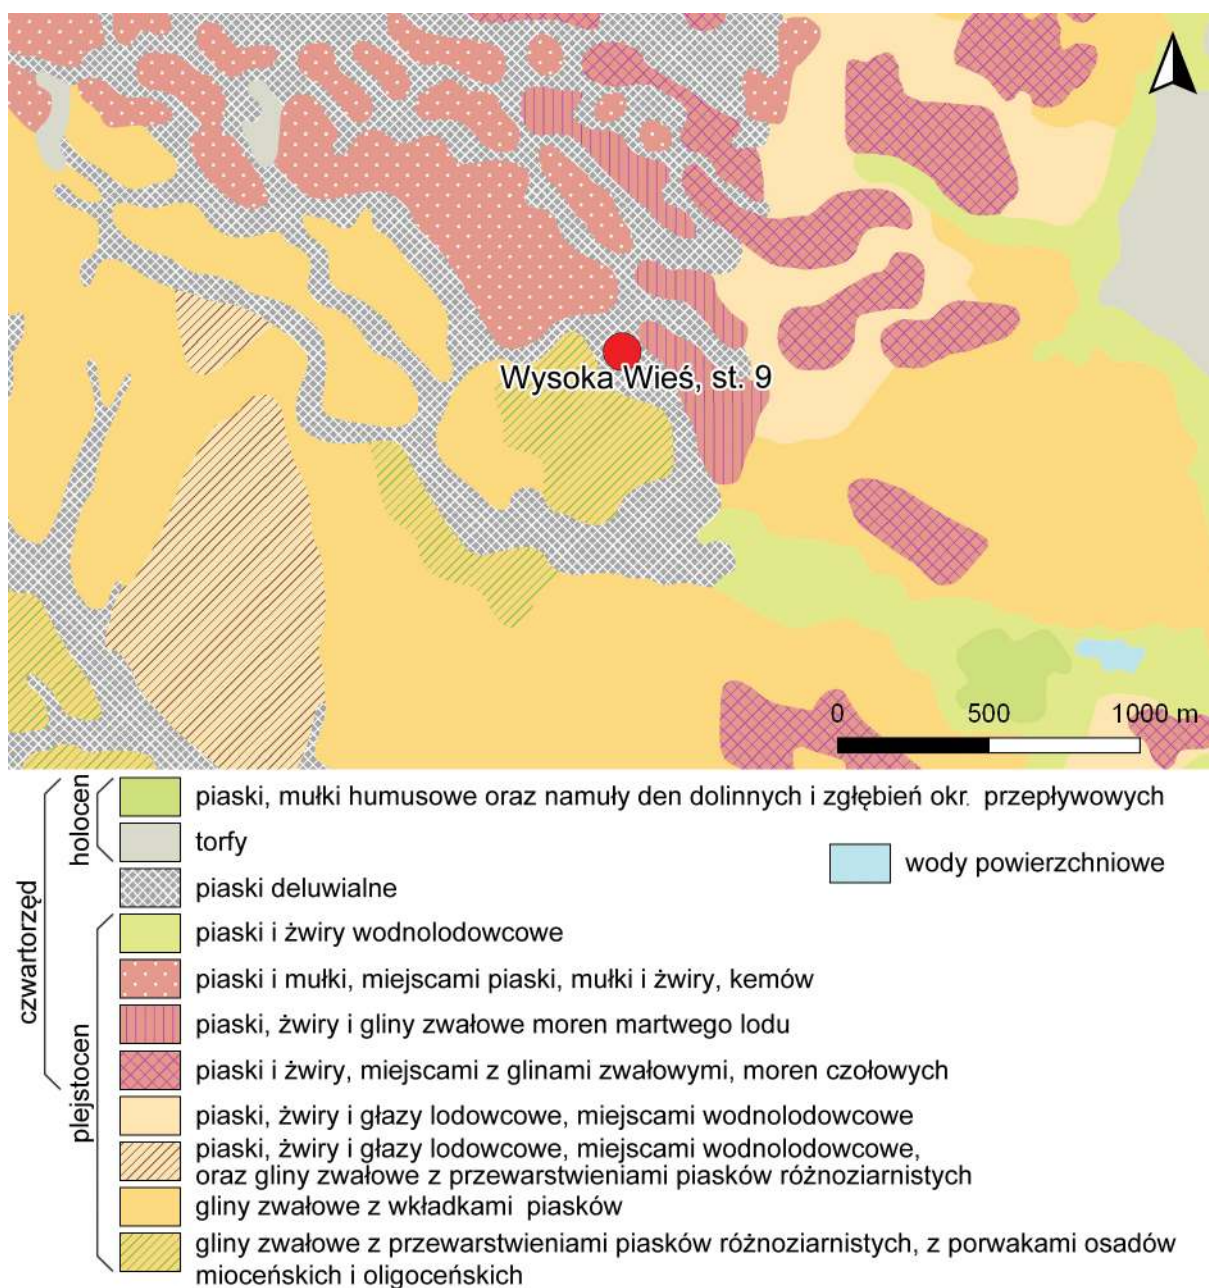 Wysoka Wieś, st. 9
0 500 1000 m
czwartorzęd
holocen
plejstocen
piaski, mułki humusowe oraz namuły den dolinnych i zgłębień okr. przepływowych
torfy
wody powierzchniowe
piaski deluwialne
piaski i żwiry wodnolodowcowe
piaski i mułki, miejscami piaski, mułki i żwiry, kemów
piaski, żwiry i gliny zwałowe moren martwego lodu
piaski i żwiry, miejscami z glinami zwałowymi, moren czołowych
piaski, żwiry i głazy lodowcowe, miejscami wodnolodowcowe
piaski, żwiry i głazy lodowcowe, miejscami wodnolodowcowe,
oraz gliny zwałowe z przewarstwieniami piasków różnoziarnistych
gliny zwałowe z wkładkami piasków
gliny zwałowe z przewarstwieniami piasków różnoziarnistych, z porwakami osadów
mioceńskich i oligoceńskich